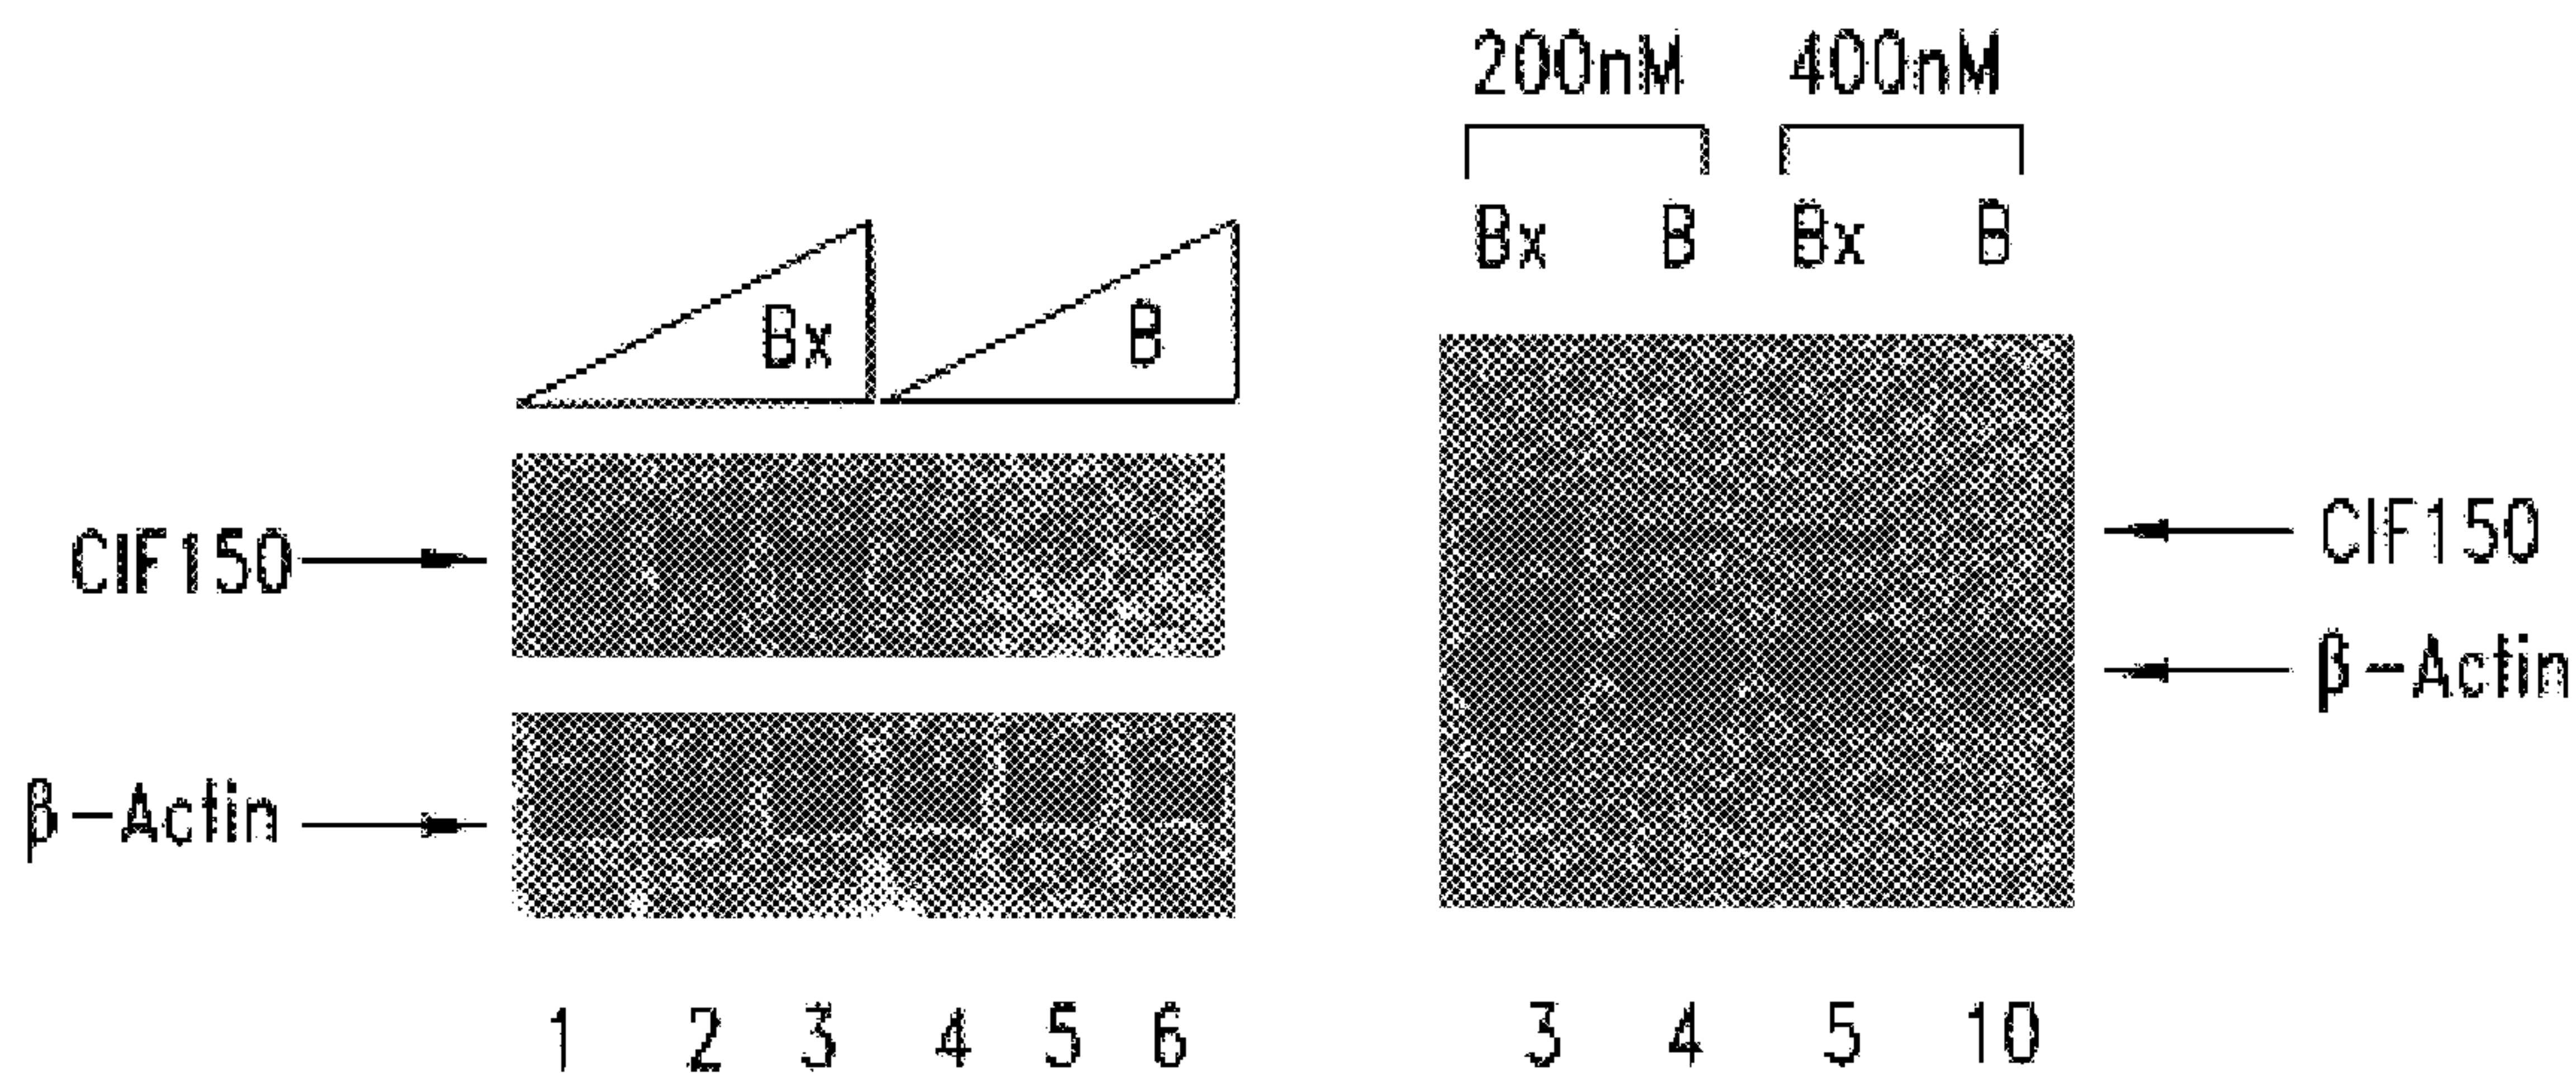 200nM 400nM
Bx B Bx B
Bx B
CIF150
CIF150
β-Actin
β-Actin
1 2 3 4 5 6
3 4 5 10